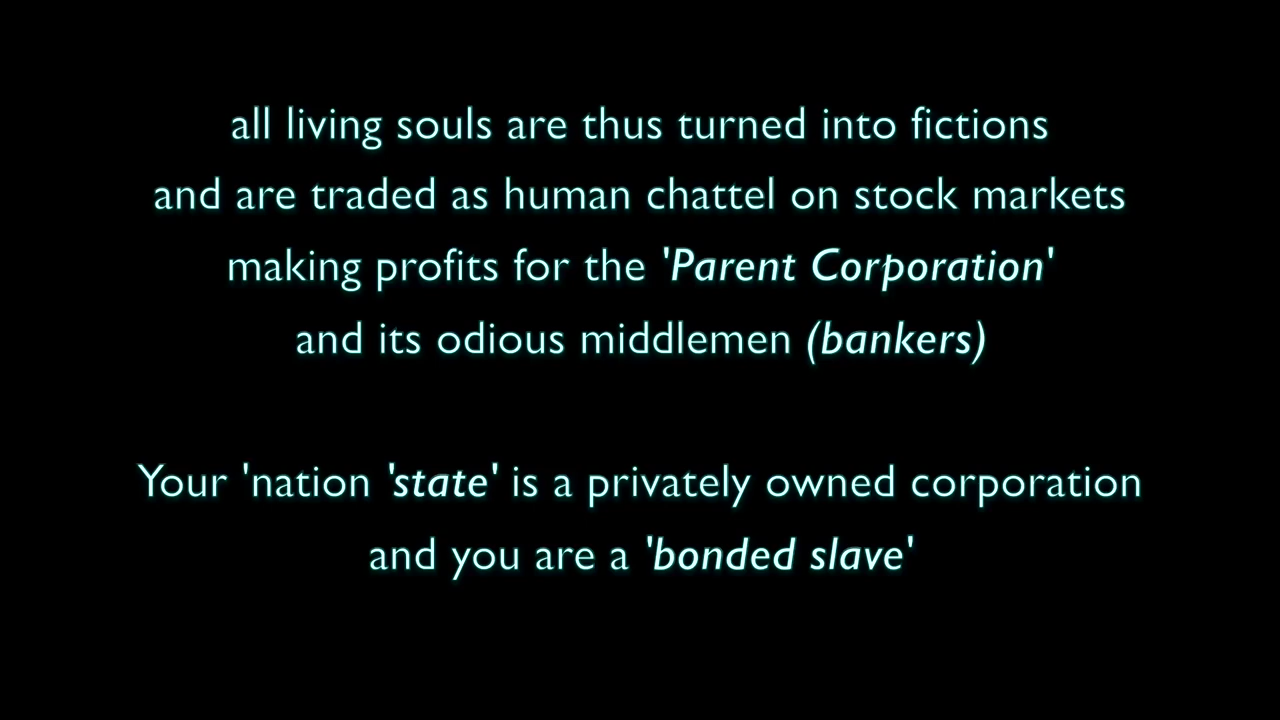 all living souls are thus turned into fictions
and are traded as human chattel on stock markets
making profits for the 'Parent Corporation'
and its odious middlemen (bankers)
Your 'nation 'state' is a privately owned corporation
and you are a 'bonded slave'